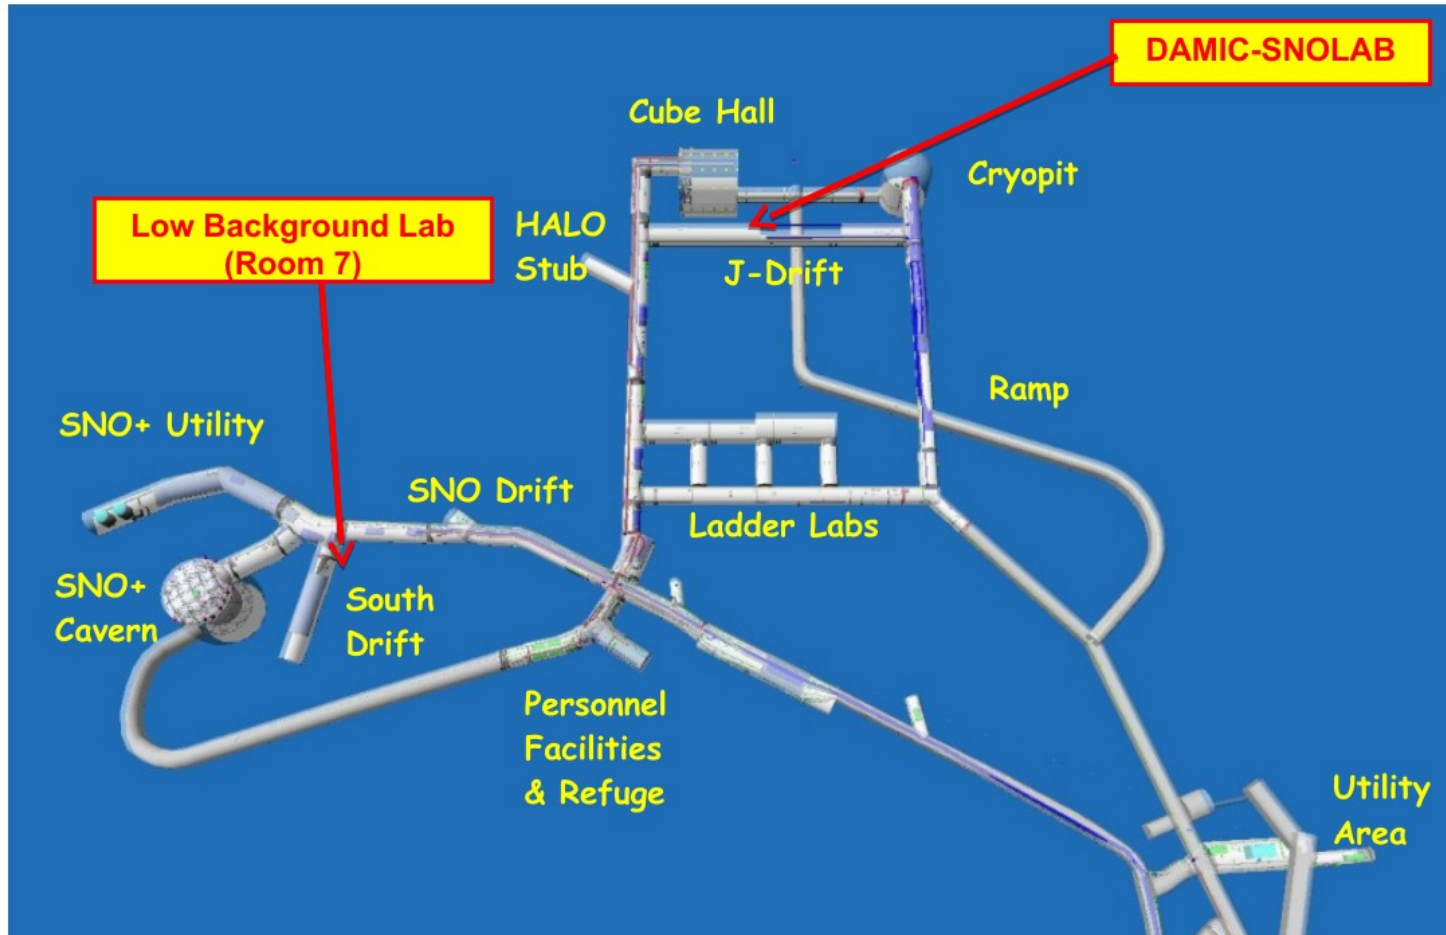 DAMIC-SNOLAB
Cube Hall
Cryopit
Low Background Lab
(Room 7)
HALO
Stub
J-Drift
Ramp
SNO+ Utility
SNO Drift
Ladder Labs
SNO+
Cavern
South
Drift
Personnel
Facilities
& Refuge
Utility
Area